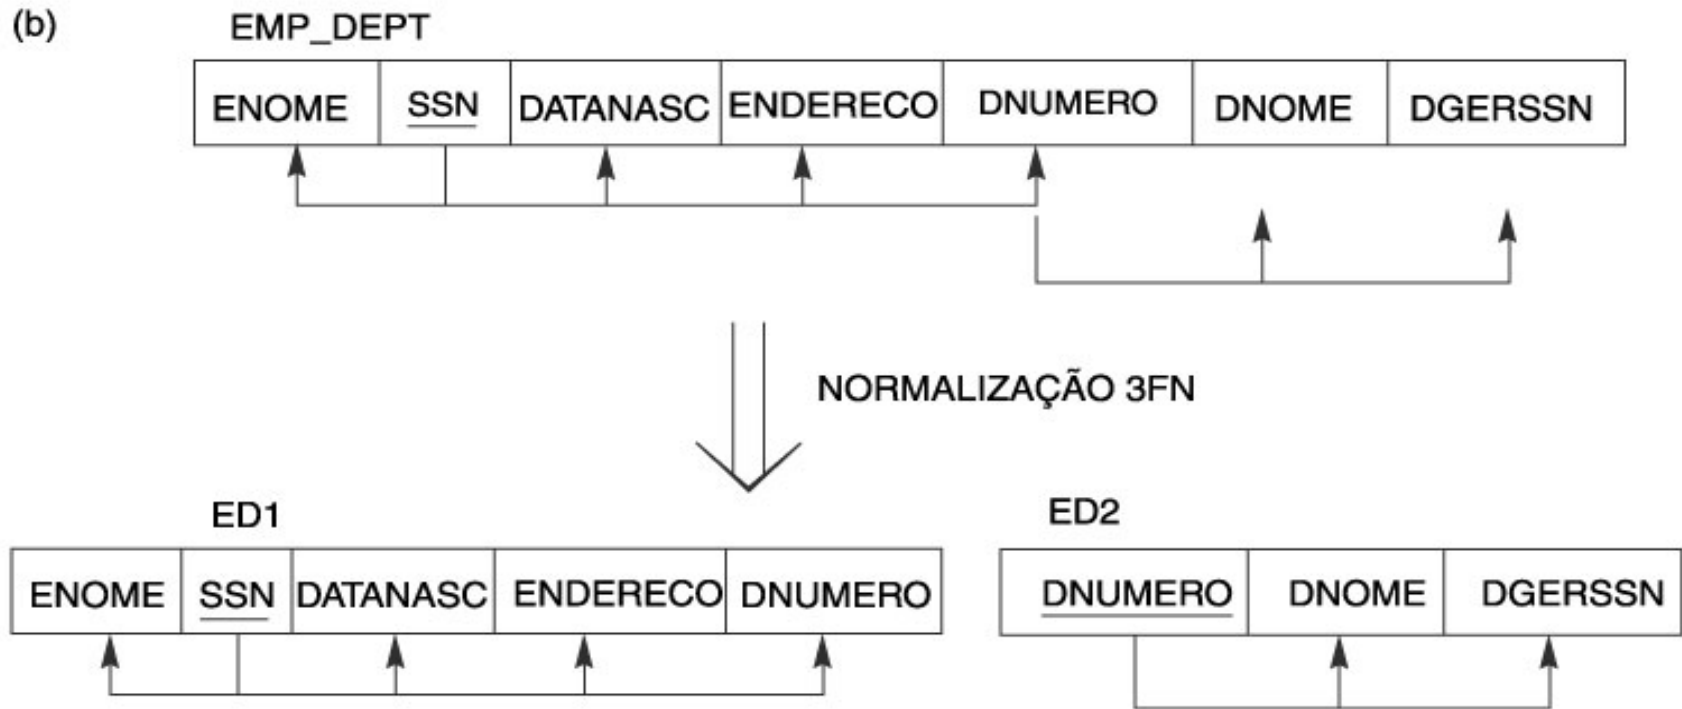 (b)
EMP_DEPT
ENOME SSN DATANASC ENDERECO DNUMERO DNOME DGERSSN
NORMALIZAÇÃO 3FN
ED1
ENOME SSN DATANASC ENDERECO DNUMERO
ED2
DNUMERO DNOME DGERSSN